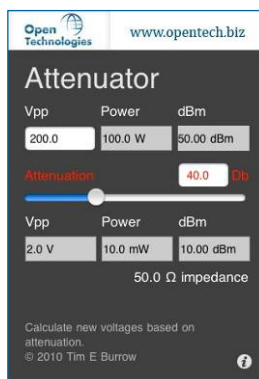 Open
Technologies
www.opentech.biz
Attenuator
Vpp Power dBm
200.0 100.0 W 50.00 dBm
Attenuation 40.0 Db
Vpp Power dBm
2.0 V 10.0 mW 10.00 dBm
50.0 Ω impedance
Calculate new voltages based on
attenuation.
© 2010 Tim E Burrow
i